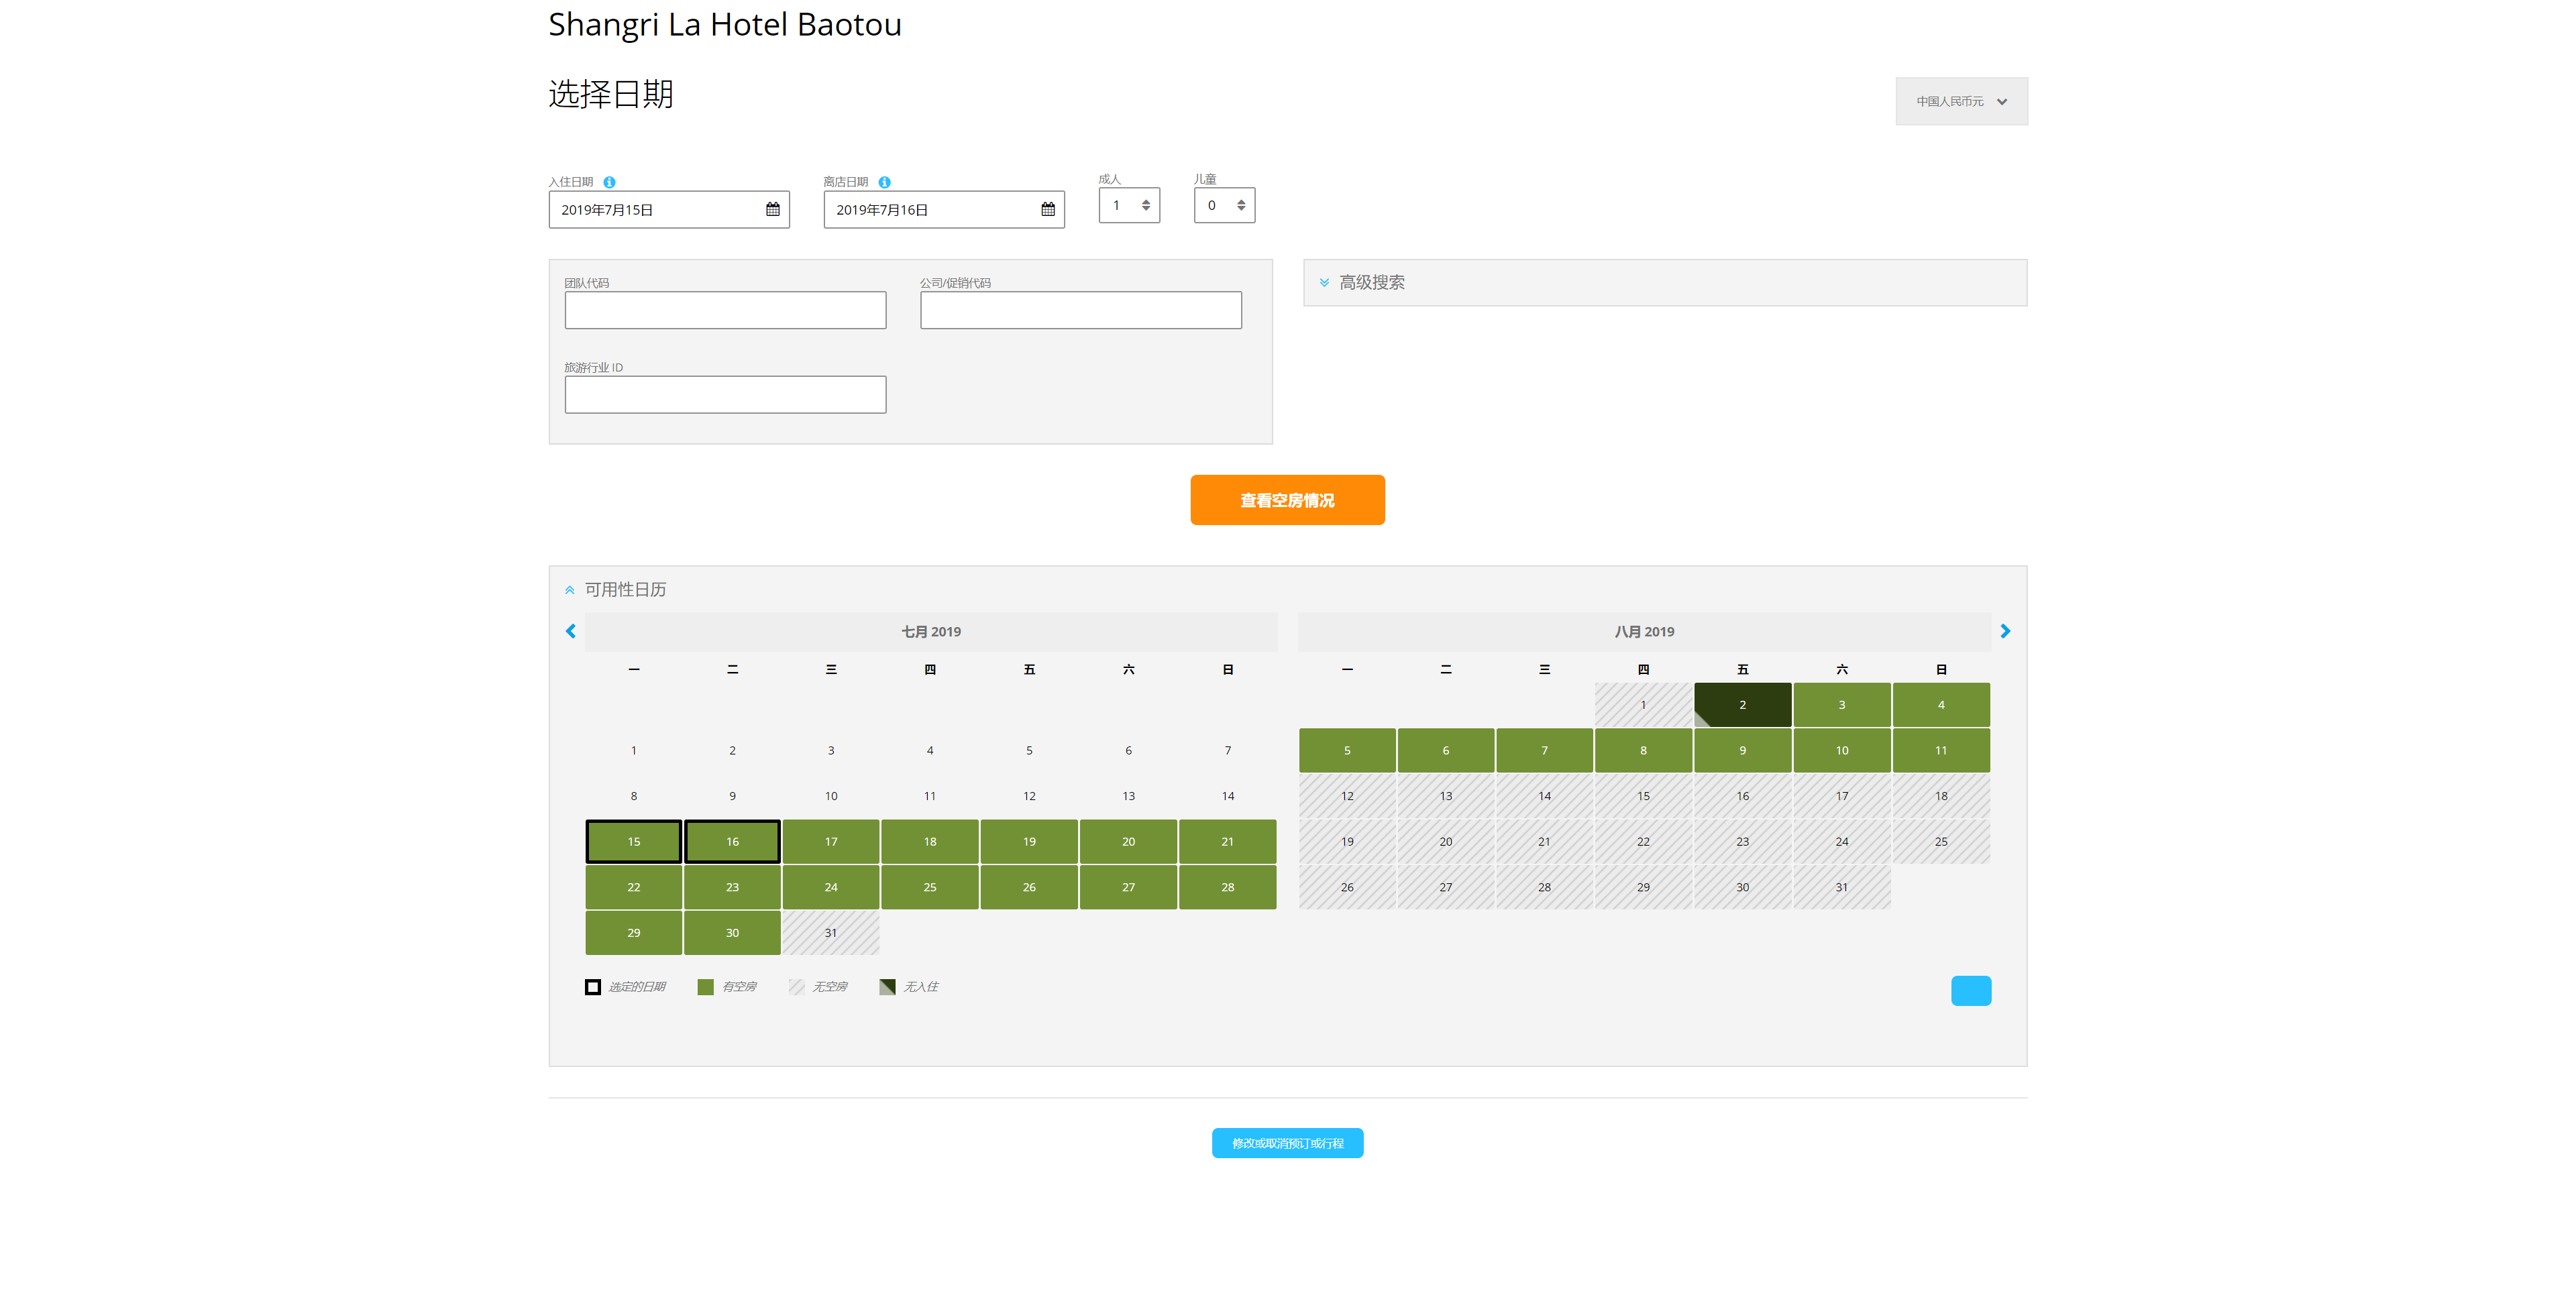 Shangri La Hotel Baotou
选择日期
中国人民币元
入住日期 离店日期 成人 儿童
2019年7月15日 2019年7月16日 1 0
团队代码 公司/促销代码 高级搜索
旅游行业 ID
查看空房情况
可用性日历
七月 2019 八月 2019
一 二 三 四 五 六 日 一 二 三 四 五 六 日
1 2 3 4
1 2 3 4 5 6 7 5 6 7 8 9 10 11
8 9 10 11 12 13 14 12 13 14 15 16 17 18
15 16 17 18 19 20 21 19 20 21 22 23 24 25
22 23 24 25 26 27 28 26 27 28 29 30 31
29 30 31
选定的日期 有空房 无空房 无入住
修改或取消预订或行程